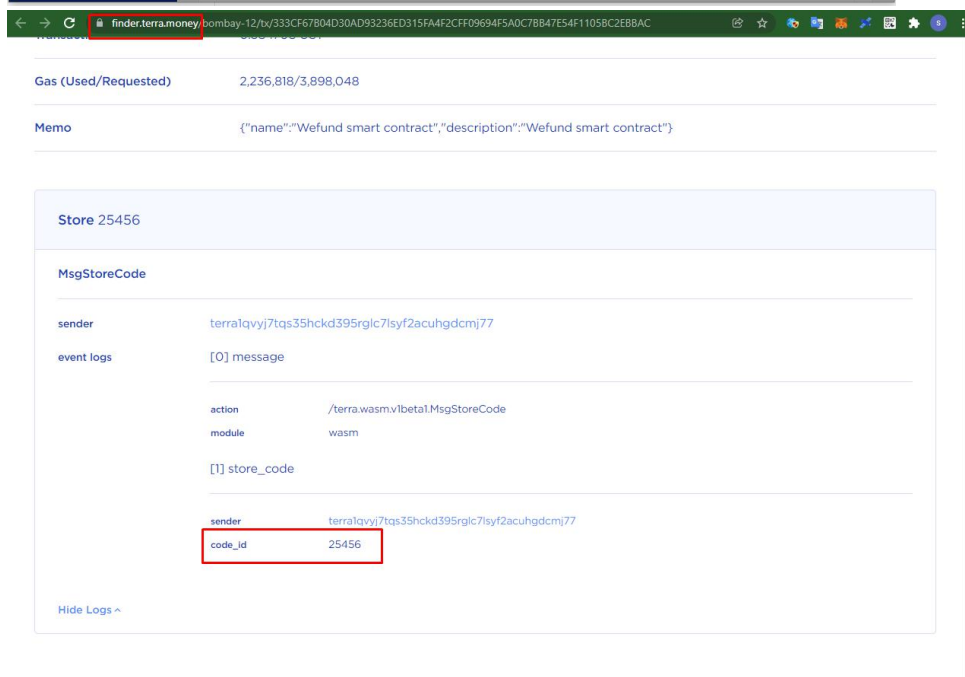 finder.terra.money/bombay-12/tx/333CF67B04D30AD93236ED315FA4F2CFF09694F5A0C7BB47E54F1105BC2EBBAC
Gas (Used/Requested) 2,236,818/3,898,048
Memo {"name":"Wefund smart contract","description":"Wefund smart contract"}
Store 25456
MsgStoreCode
sender terra1qvyj7tqs35hckd395rglc7lsyf2acuhgdcmj77
event logs [0] message
action /terra.wasm.v1beta1.MsgStoreCode
module wasm
[1] store_code
sender terra1qvyj7tqs35hckd395rglc7lsyf2acuhgdcmj77
code_id 25456
Hide Logs ^